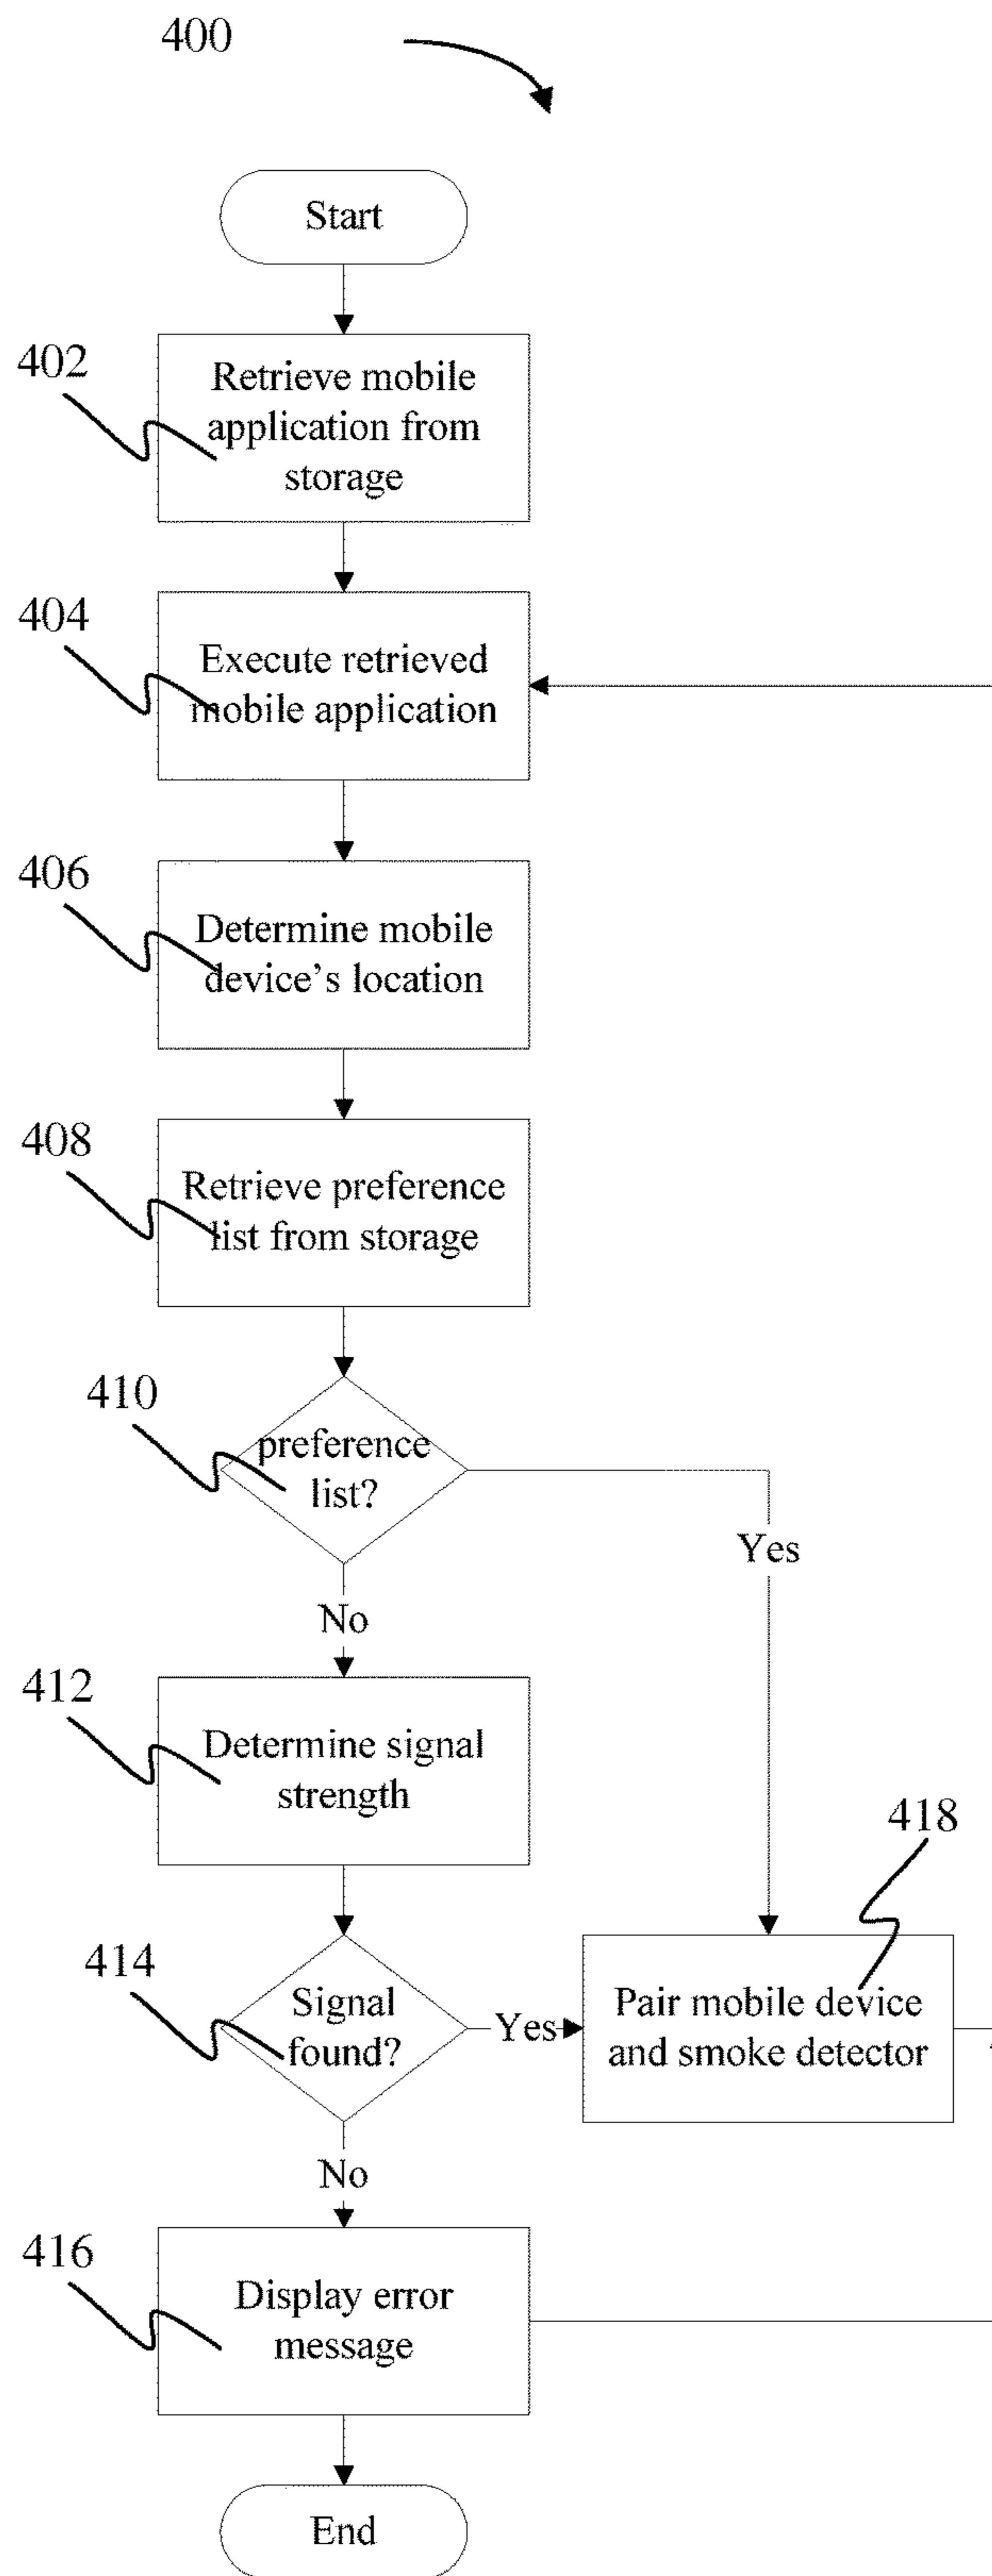 400
Start
402
Retrieve mobile
application from
storage
404
Execute retrieved
mobile application
406
Determine mobile
device's location
408
Retrieve preference
list from storage
410
preference
list?
Yes
No
412
Determine signal
strength
418
414
Signal
found?
Yes
Pair mobile device
and smoke detector
No
416
Display error
message
End